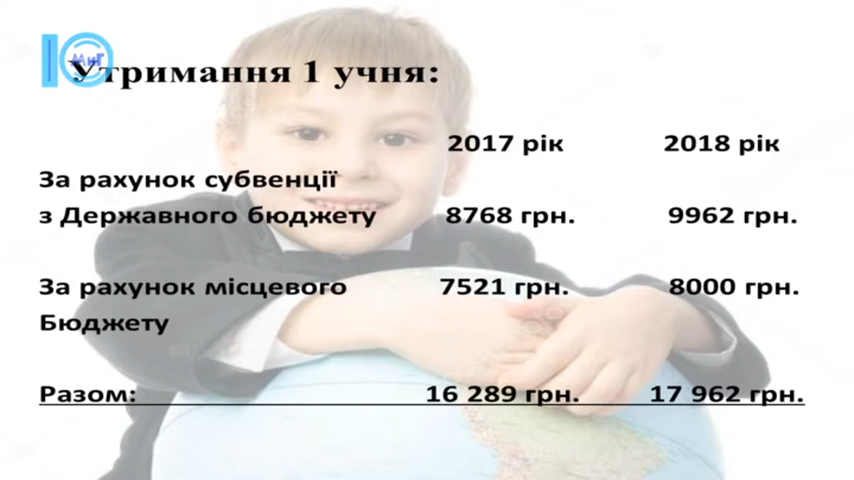 МиГ
Утримання 1 учня:
2017 рік 2018 рік
За рахунок субвенції
з Державного бюджету 8768 грн. 9962 грн.
За рахунок місцевого 7521 грн. 8000 грн.
Бюджету
Разом: 16 289 грн. 17 962 грн.